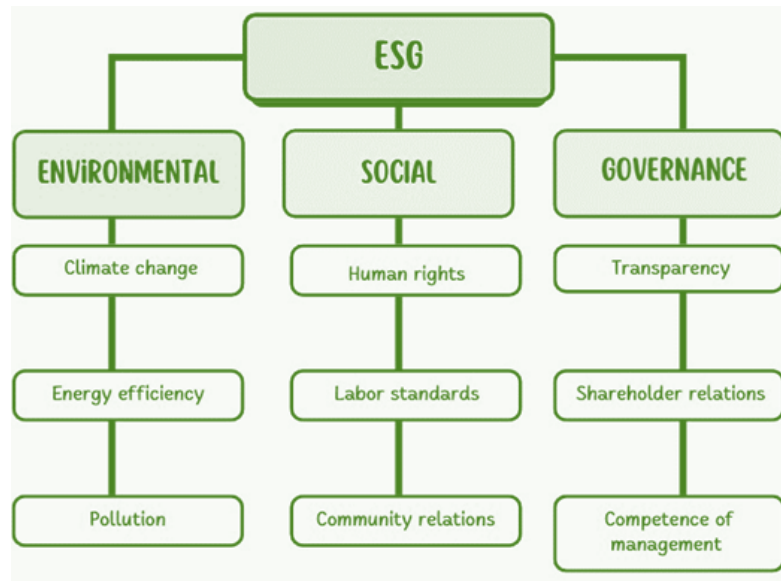 ESG
ENViRONMENTAL
SOCIAL
GOVERNANCE
Climate change
Human rights
Transparency
Energy efficiency
Labor standards
Shareholder relations
Pollution
Community relations
Competence of
management